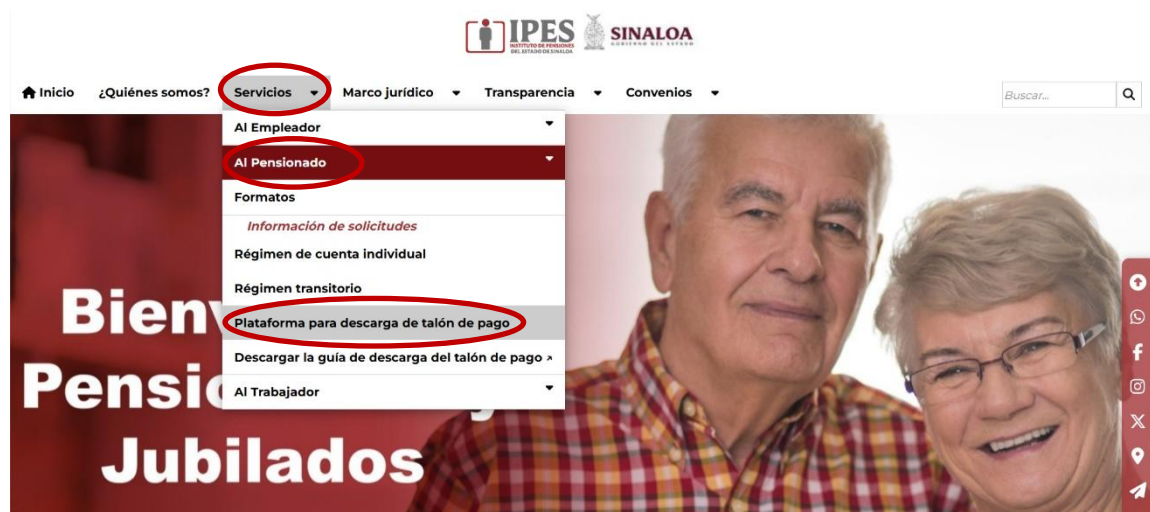 IPES
INSTITUTO DE PENSIONES
DEL ESTADO DE SINALOA
SINALOA
GOBIERNO DEL ESTADO
Inicio ¿Quiénes somos? Servicios Marco jurídico Transparencia Convenios Buscar...
Al Empleador
Al Pensionado
Formatos
Información de solicitudes
Régimen de cuenta individual
Régimen transitorio
Plataforma para descarga de talón de pago
Descargar la guía de descarga del talón de pago
Al Trabajador
Jubilados